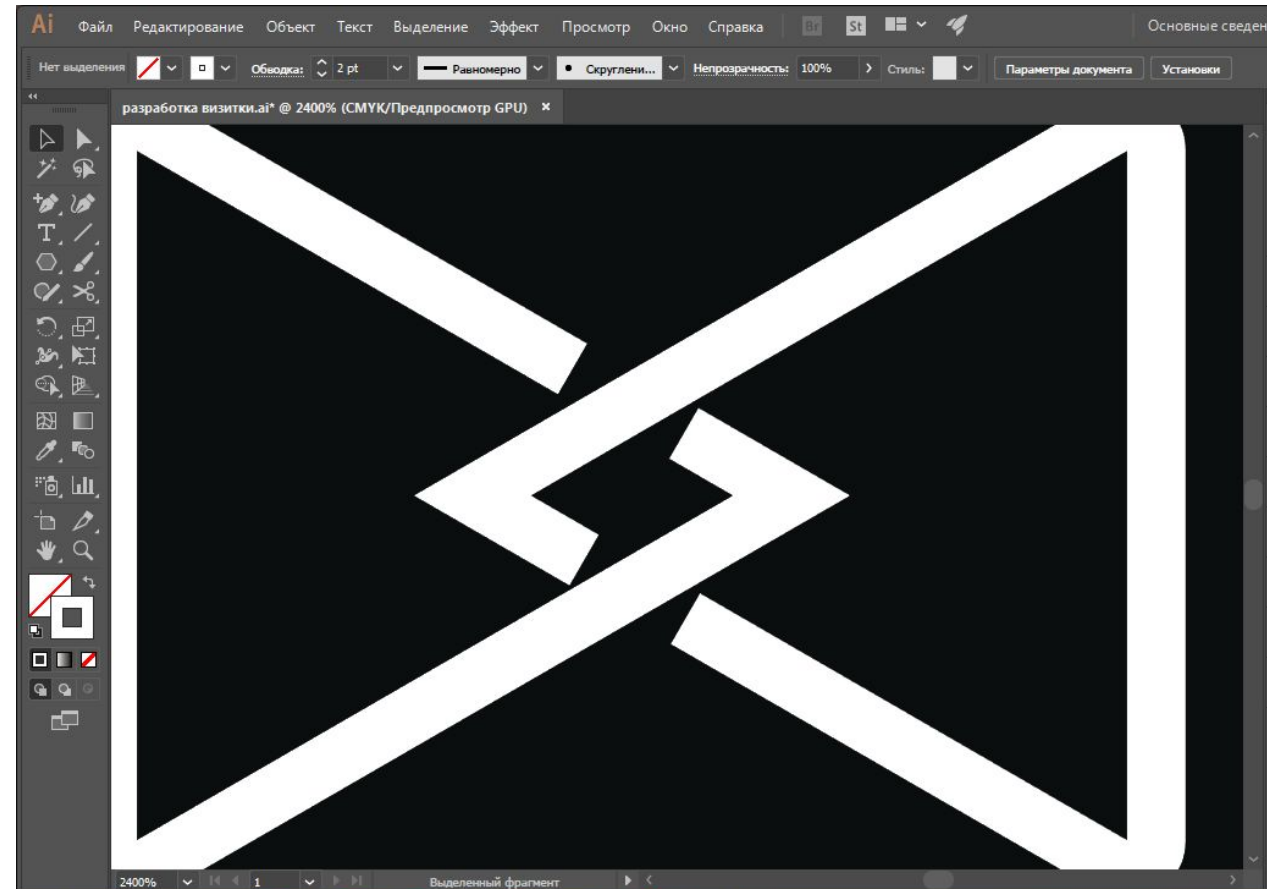 Ai Файл Редактирование Объект Текст Выделение Эффект Просмотр Окно Справка Br St Основные сведен
Нет выделения Обводка: 2 pt Равномерно Скруглени... Непрозрачность: 100% Стиль: Параметры документа Установки
разработка визитки.ai* @ 2400% (CMYK/Предпросмотр GPU) ×
2400% 1 Выделенный фрагмент